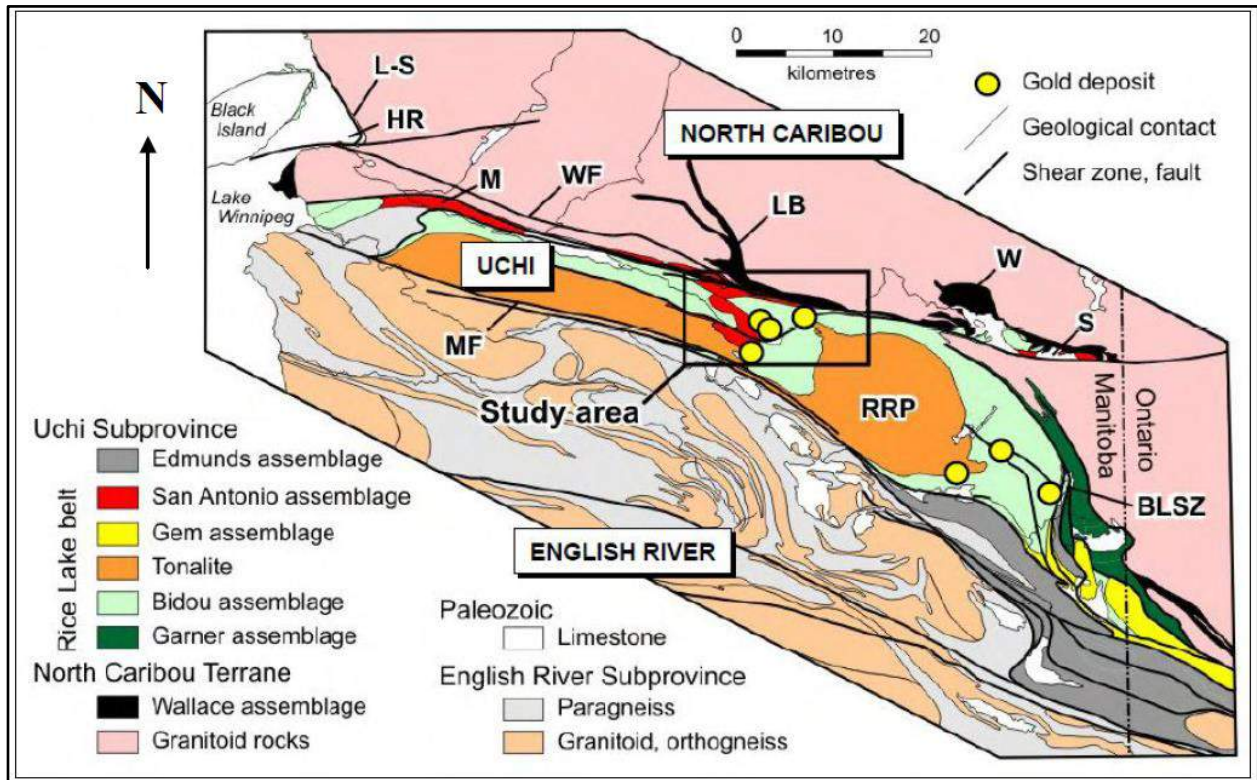 0 10 20
kilometres
Gold deposit
Geological contact
Shear zone, fault
N
L-S
HR
Black
Island
NORTH CARIBOU
M
WF
LB
Lake
Winnipeg
UCHI
W
S
MF
Study area
RRP
Ontario
Manitoba
BLSZ
ENGLISH RIVER
Uchi Subprovince
Rice Lake belt
Edmunds assemblage
San Antonio assemblage
Gem assemblage
Tonalite
Bidou assemblage
Garner assemblage
North Caribou Terrane
Wallace assemblage
Granitoid rocks
Paleozoic
Limestone
English River Subprovince
Paragneiss
Granitoid, orthogneiss